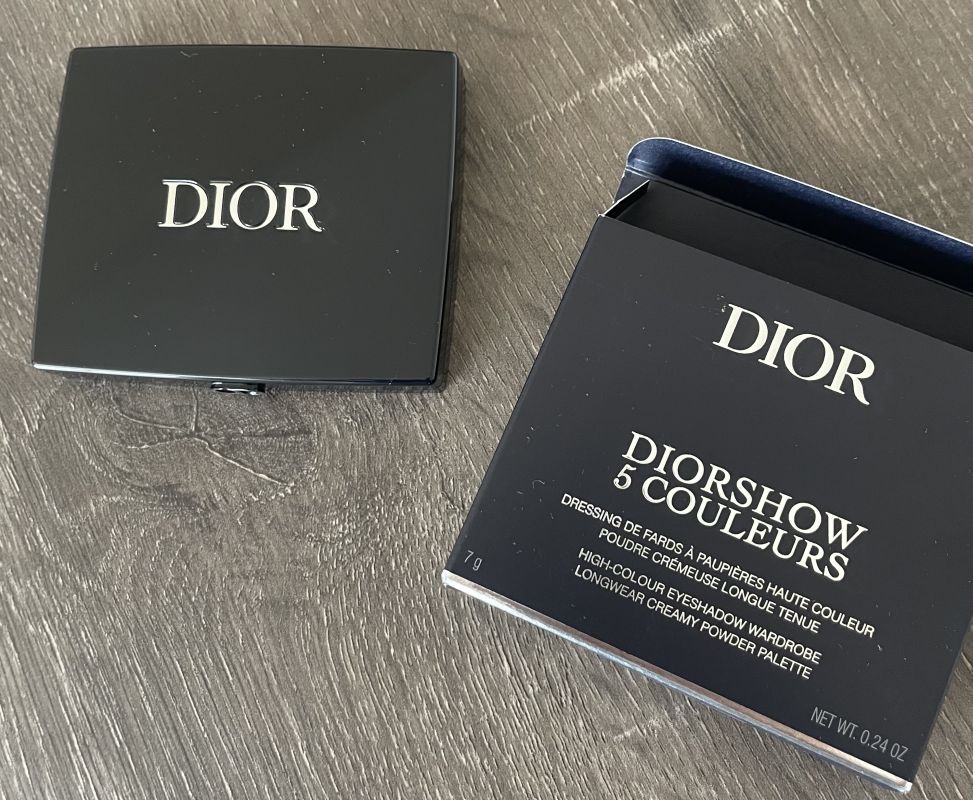 DIOR
DIOR
DIORSHOW
5 COULEURS
DRESSING DE FARDS À PAUPIÈRES HAUTE COULEUR
POUDRE CRÉMEUSE LONGUE TENUE
HIGH-COLOUR EYESHADOW WARDROBE
LONGWEAR CREAMY POWDER PALETTE
7 g
NET WT. 0.24 OZ